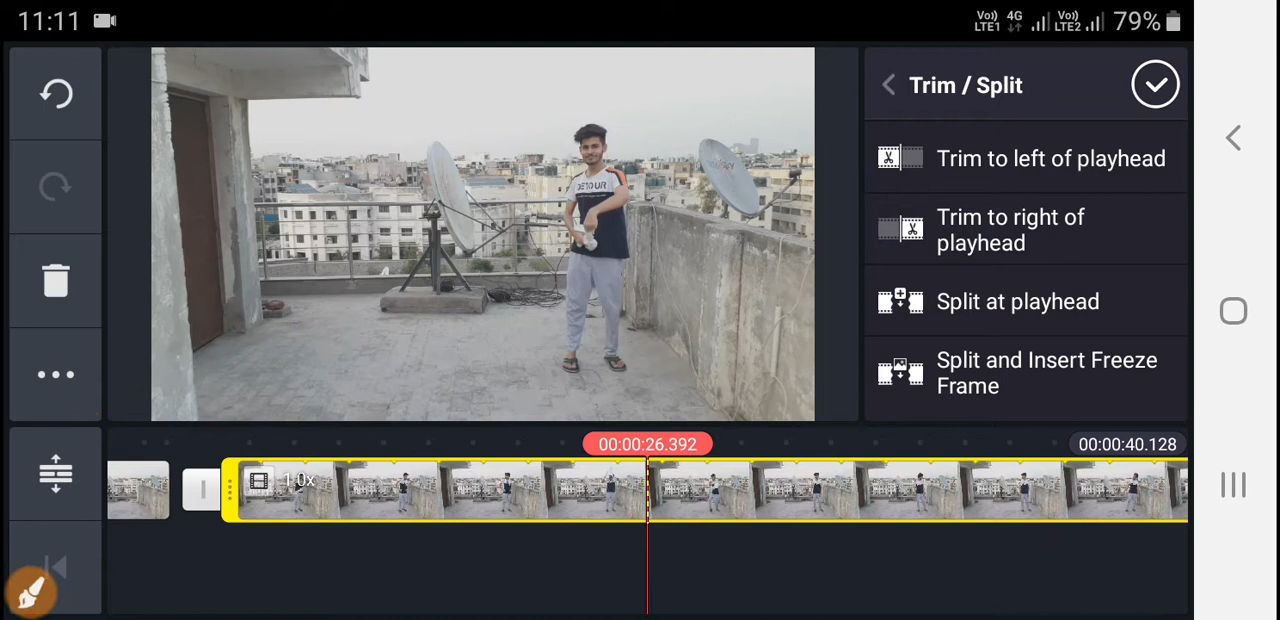 11:11
Vo)) LTE1 4G Vo)) LTE2 79%
Trim / Split
Trim to left of playhead
Trim to right of
playhead
Split at playhead
Split and Insert Freeze
Frame
DETOUR
00:00:26.392
00:00:40.128
1.0x